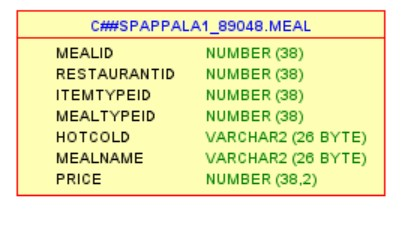 C##SPAPPALA1_89048.MEAL
MEALID NUMBER (38)
RESTAURANTID NUMBER (38)
ITEMTYPEID NUMBER (38)
MEALTYPEID NUMBER (38)
HOTCOLD VARCHAR2 (26 BYTE)
MEALNAME VARCHAR2 (26 BYTE)
PRICE NUMBER (38,2)